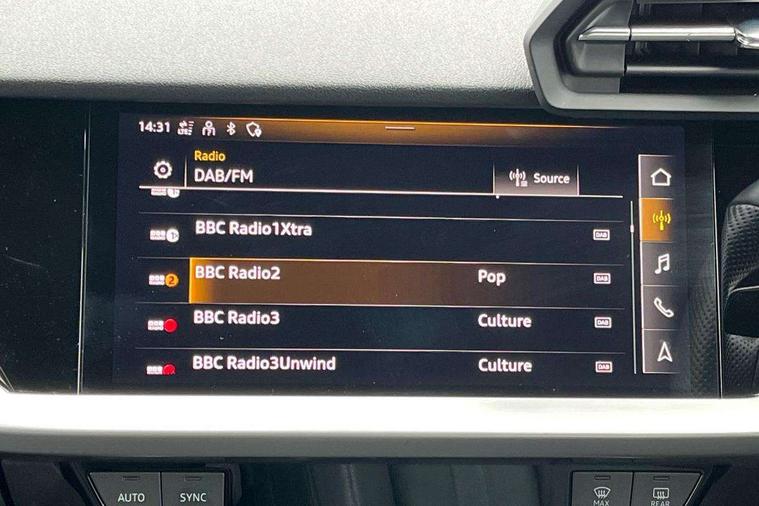 14:31
Radio
DAB/FM
Source
BBC Radio1Xtra
DAB
BBC Radio2
Pop
DAB
BBC Radio3
Culture
DAB
BBC Radio3Unwind
Culture
DAB
AUTO
SYNC
MAX
REAR